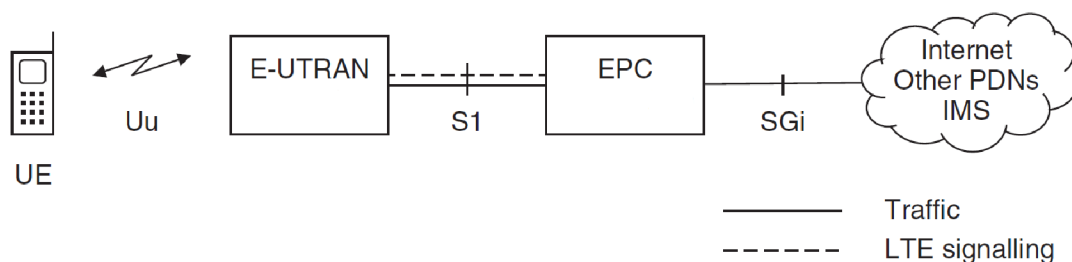 UE
Uu
E-UTRAN
S1
EPC
SGi
Internet
Other PDNs
IMS
Traffic
LTE signalling